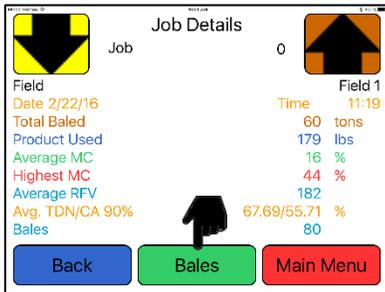 Job Details
Job 0
Field Field 1
Date 2/22/16 Time 11:19
Total Baled 60 tons
Product Used 179 lbs
Average MC 16 %
Highest MC 44 %
Average RFV 182
Avg. TDN/CA 90% 67.69/55.71 %
Bales 80
Back Bales Main Menu